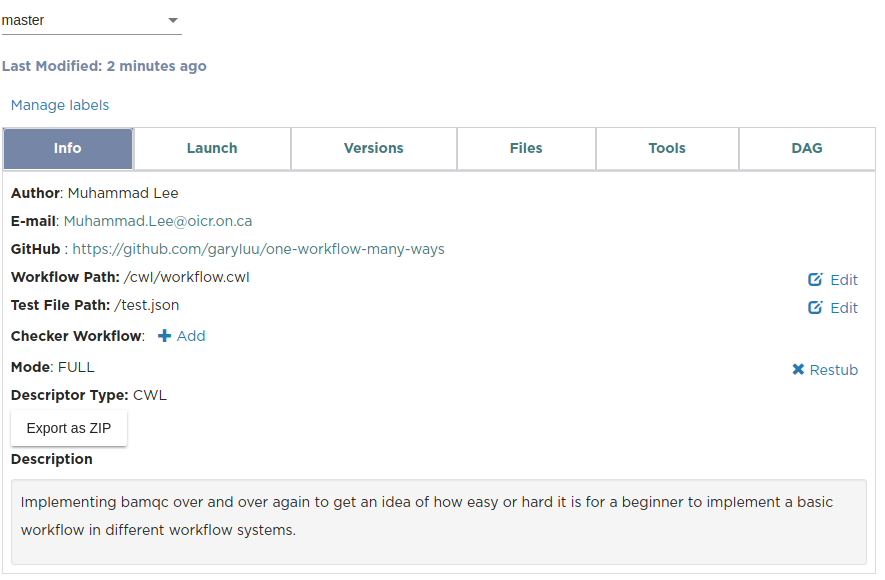 master
Last Modified: 2 minutes ago
Manage labels
Info Launch Versions Files Tools DAG
Author: Muhammad Lee
E-mail: Muhammad.Lee@oicr.on.ca
GitHub : https://github.com/garyluu/one-workflow-many-ways
Workflow Path: /cwl/workflow.cwl Edit
Test File Path: /test.json Edit
Checker Workflow: Add
Mode: FULL Restub
Descriptor Type: CWL
Export as ZIP
Description
Implementing bamqc over and over again to get an idea of how easy or hard it is for a beginner to implement a basic
workflow in different workflow systems.